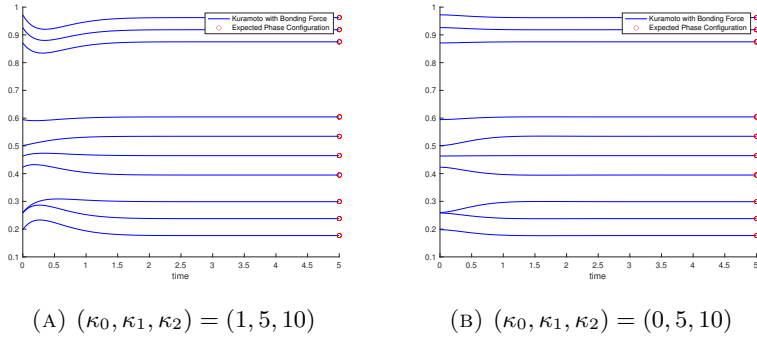 1
0.9
0.8
0.7
0.6
0.5
0.4
0.3
0.2
0.1
0 0.5 1 1.5 2 2.5 3 3.5 4 4.5 5
time
Kuramoto with Bonding Force
Expected Phase Configuration
(A) (κ0, κ1, κ2) = (1, 5, 10)
1
0.9
0.8
0.7
0.6
0.5
0.4
0.3
0.2
0.1
0 0.5 1 1.5 2 2.5 3 3.5 4 4.5 5
time
Kuramoto with Bonding Force
Expected Phase Configuration
(B) (κ0, κ1, κ2) = (0, 5, 10)